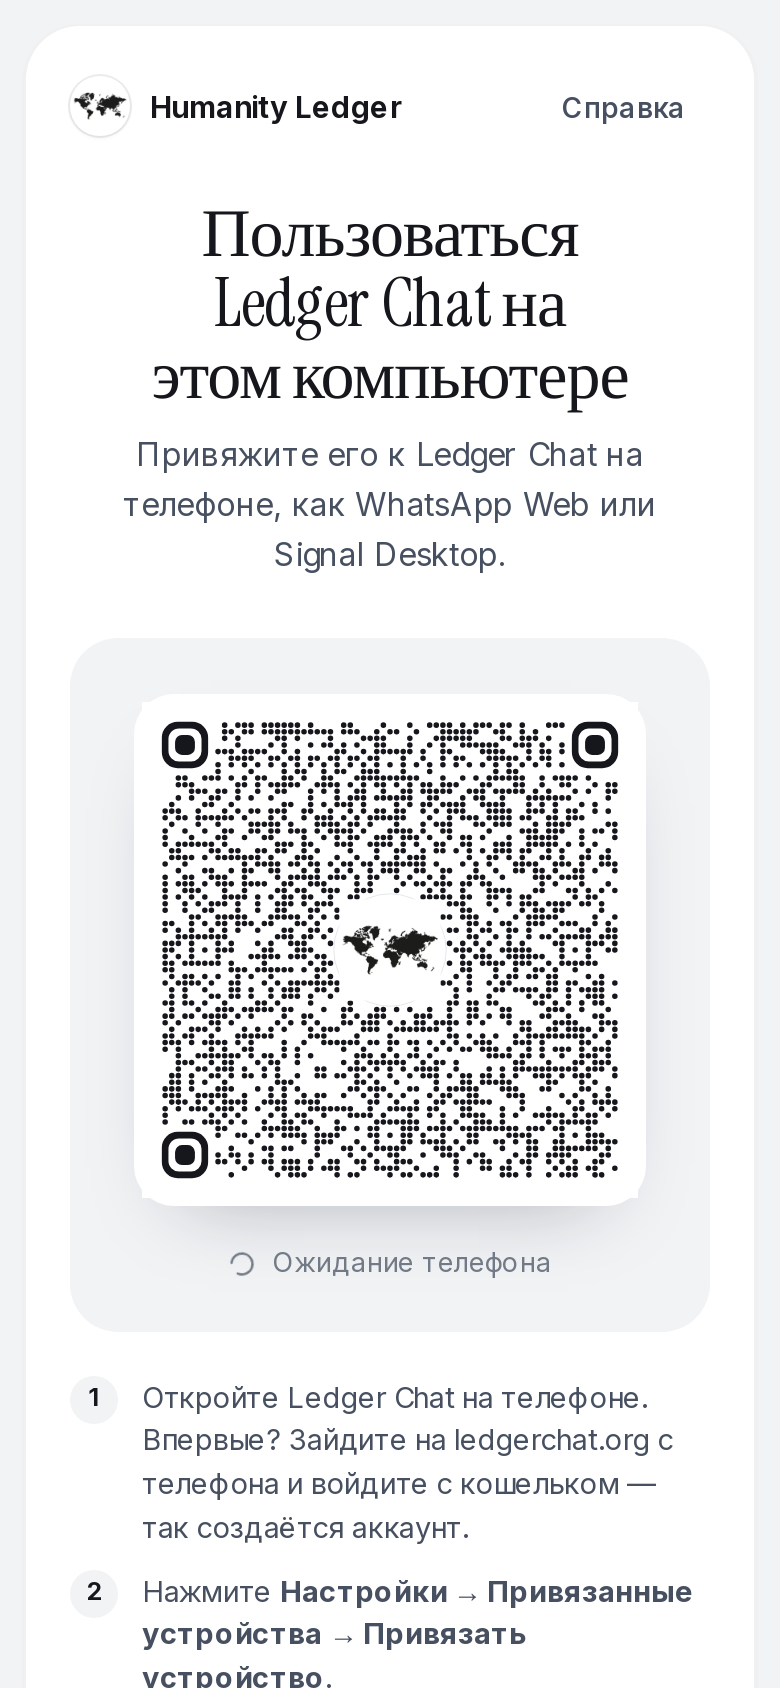 Humanity Ledger
Справка
Пользоваться
Ledger Chat на
этом компьютере
Привяжите его к Ledger Chat на
телефоне, как WhatsApp Web или
Signal Desktop.
Ожидание телефона
1
Откройте Ledger Chat на телефоне.
Впервые? Зайдите на ledgerchat.org с
телефона и войдите с кошельком —
так создаётся аккаунт.
2
Нажмите Настройки → Привязанные
устройства → Привязать
устройство.